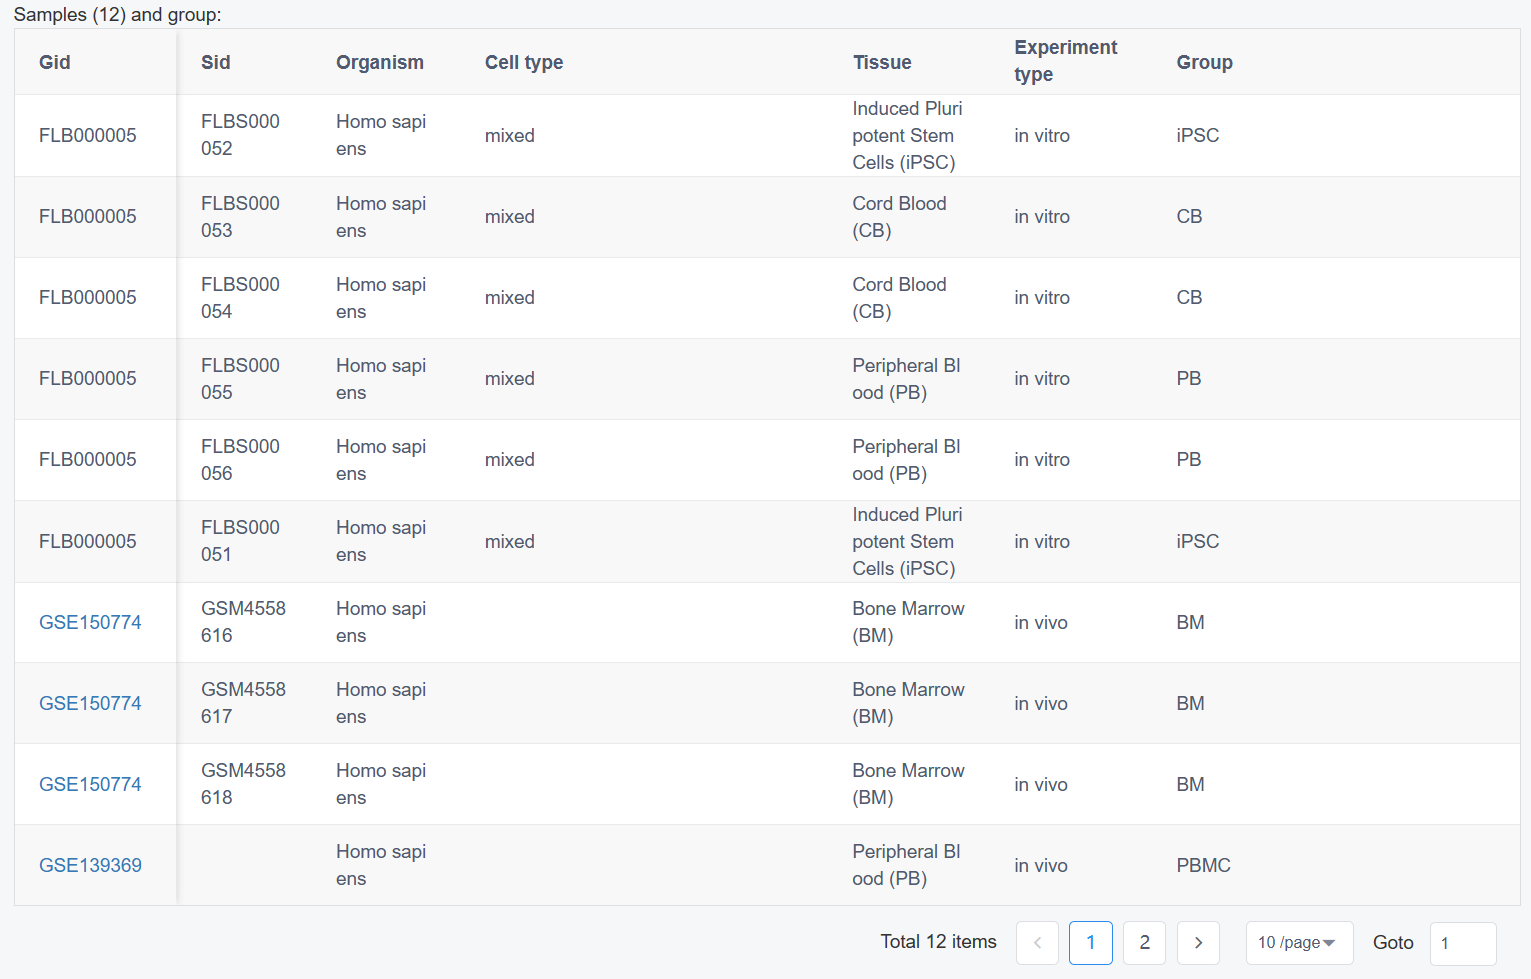 Samples (12) and group:
Gid Sid Organism Cell type Tissue Experiment type Group
FLB000005 FLBS000052 Homo sapiens mixed Induced Pluripotent Stem Cells (iPSC) in vitro iPSC
FLB000005 FLBS000053 Homo sapiens mixed Cord Blood (CB) in vitro CB
FLB000005 FLBS000054 Homo sapiens mixed Cord Blood (CB) in vitro CB
FLB000005 FLBS000055 Homo sapiens mixed Peripheral Blood (PB) in vitro PB
FLB000005 FLBS000056 Homo sapiens mixed Peripheral Blood (PB) in vitro PB
FLB000005 FLBS000051 Homo sapiens mixed Induced Pluripotent Stem Cells (iPSC) in vitro iPSC
GSE150774 GSM4558616 Homo sapiens Bone Marrow (BM) in vivo BM
GSE150774 GSM4558617 Homo sapiens Bone Marrow (BM) in vivo BM
GSE150774 GSM4558618 Homo sapiens Bone Marrow (BM) in vivo BM
GSE139369 Homo sapiens Peripheral Blood (PB) in vivo PBMC
Total 12 items < 1 2 > 10 /page Goto 1